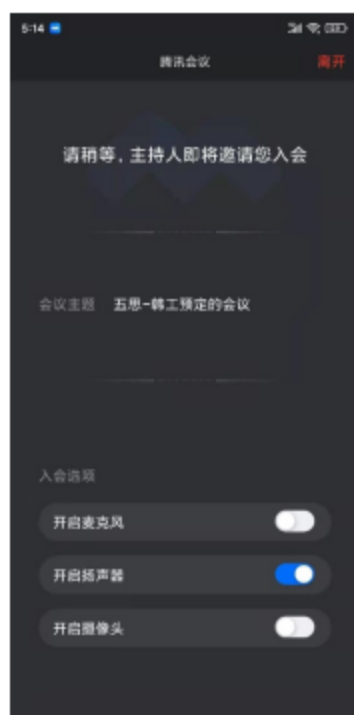 5:14
腾讯会议
离开
请稍等，主持人即将邀请您入会
会议主题 五思-韩工预定的会议
入会选项
开启麦克风
开启扬声器
开启摄像头